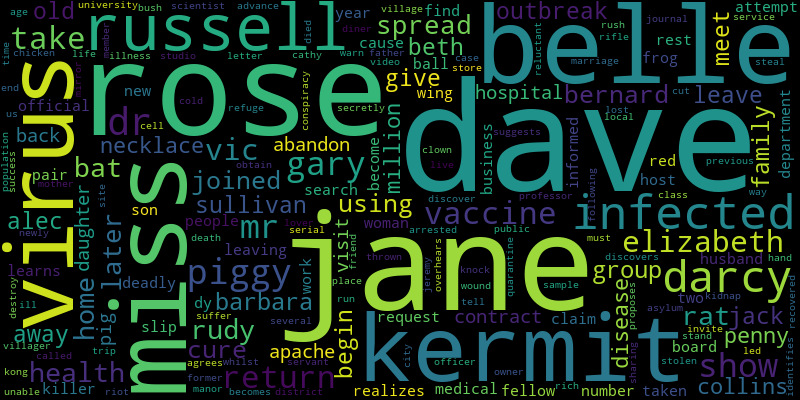 university bush scientist advance
age old russell died village find outbreak attempt
member take year spread rush journal service
time chicken life illness letter cathy warn cause beth rifle reluctant meet rest
mirror studio diner father video ball case frog
new cold secretly conspiracy give wing store marriage steal
end official dr refuge hospital bernard leave
us back cell million cut lost local
population success necklace vic abandon clown informed family department
pair bat gary become business suggests previous
mother joined search live red
virus rose dave belle
miss obtain professor host class way
daughter site son sullivan using discover vaccine following infected
alec people mr love woman arrested public
newly later death serial visit friend overhears quarantine must elizabeth
learns leaving thrown jeremy knock discovers husband hand
destroy ill home deadly piggy work place jane wound sample group darcy
pig suffer dy barbara run tell disease proposes two kidnap asylum
villager away slip rudy several request contract claim rat jack
called trip cure agrees whilst apache begin city officer sharing invite penny
kong health servant kermit board stand led identifies recovered
killer former return realizes owner show stolen
unable riot manor becomes district medical fellow rich number taken collins